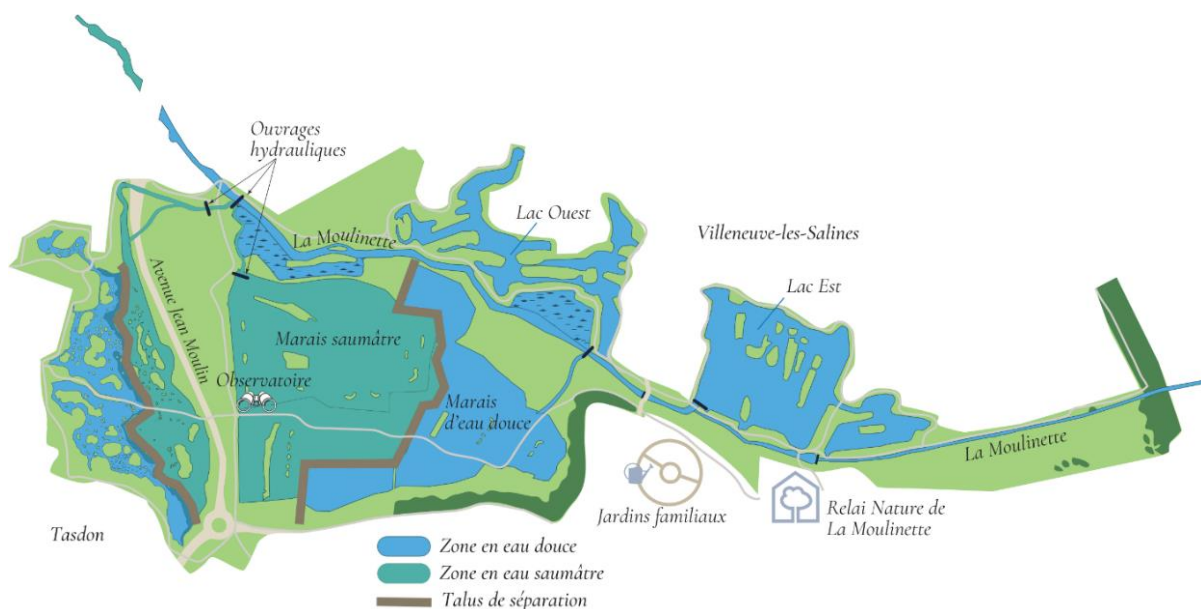 Ouvrages
hydrauliques
Lac Ouest
La Moulinette
Villeneuve-les-Salines
Lac Est
Avenue Jean Moulin
Marais saumâtre
Observatoire
Marais
d'eau douce
La Moulinette
Jardins familiaux
Relai Nature de
La Moulinette
Tasdon
Zone en eau douce
Zone en eau saumâtre
Talus de séparation